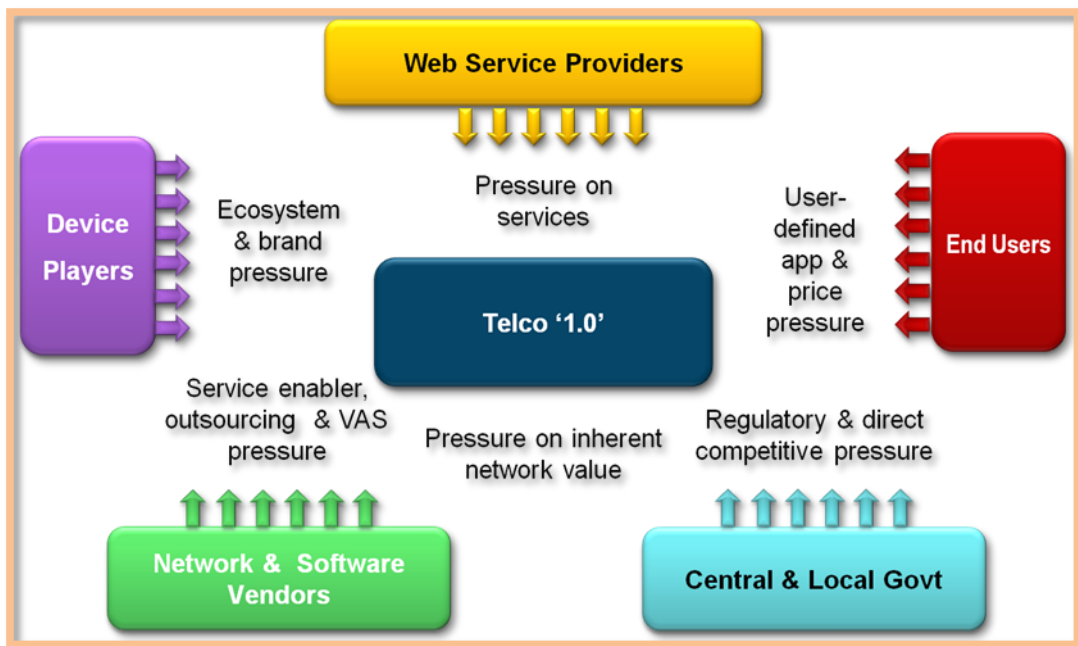 Web Service Providers
Pressure on
services
Device
Players
Ecosystem
& brand
pressure
User-
defined
app &
price
pressure
End Users
Telco ‘1.0’
Service enabler,
outsourcing & VAS
pressure
Pressure on inherent
network value
Regulatory & direct
competitive pressure
Network & Software
Vendors
Central & Local Govt